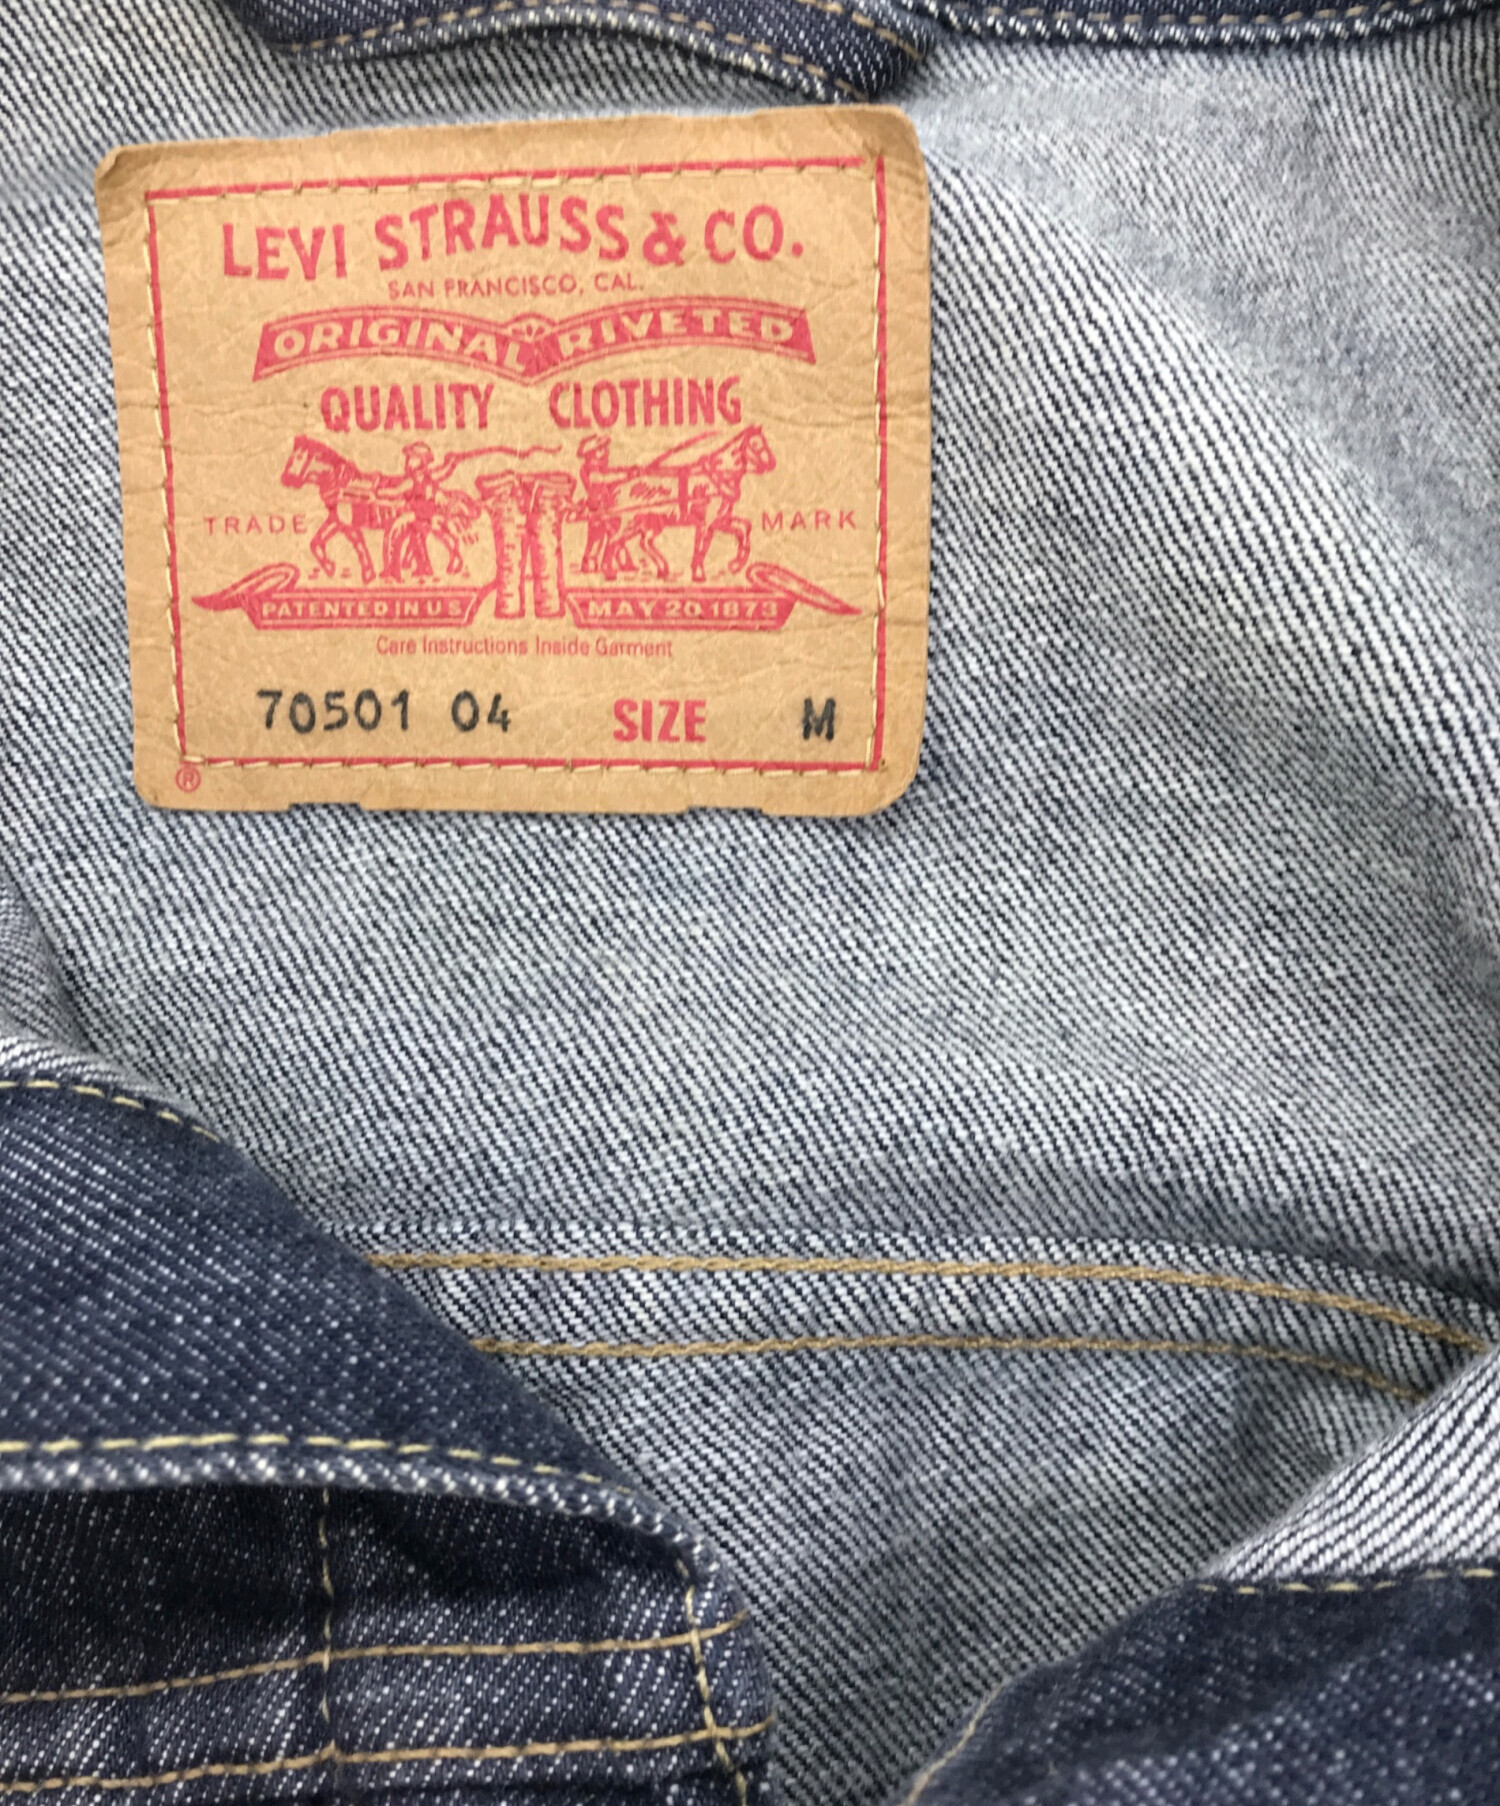 LEVI STRAUSS & CO.
SAN FRANCISCO, CAL.
ORIGINAL RIVETED
QUALITY CLOTHING
TRADE MARK
PATENTED IN U S MAY 20 1873
Care Instructions Inside Garment
70501 04 SIZE M
®